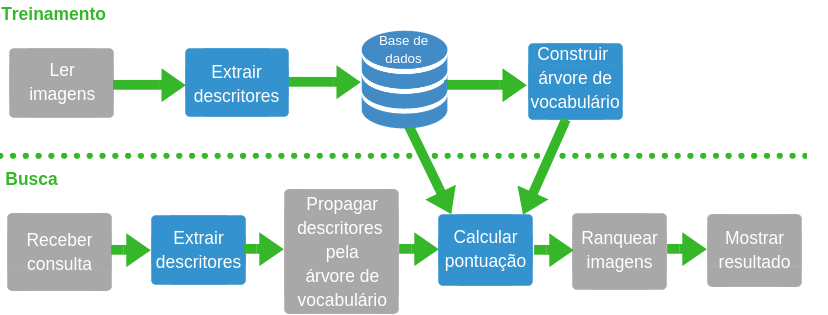 Treinamento
Ler
imagens
Extrair
descritores
Base de
dados
Construir
árvore de
vocabulário
Busca
Receber
consulta
Extrair
descritores
Propagar
descritores
pela
árvore de
vocabulário
Calcular
pontuação
Ranquear
imagens
Mostrar
resultado